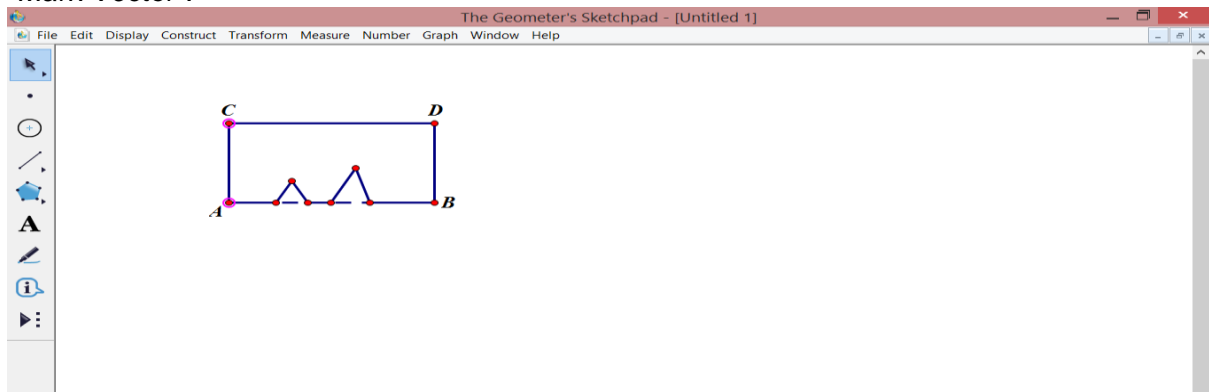 The Geometer's Sketchpad - [Untitled 1]
File Edit Display Construct Transform Measure Number Graph Window Help
C D
A B
A